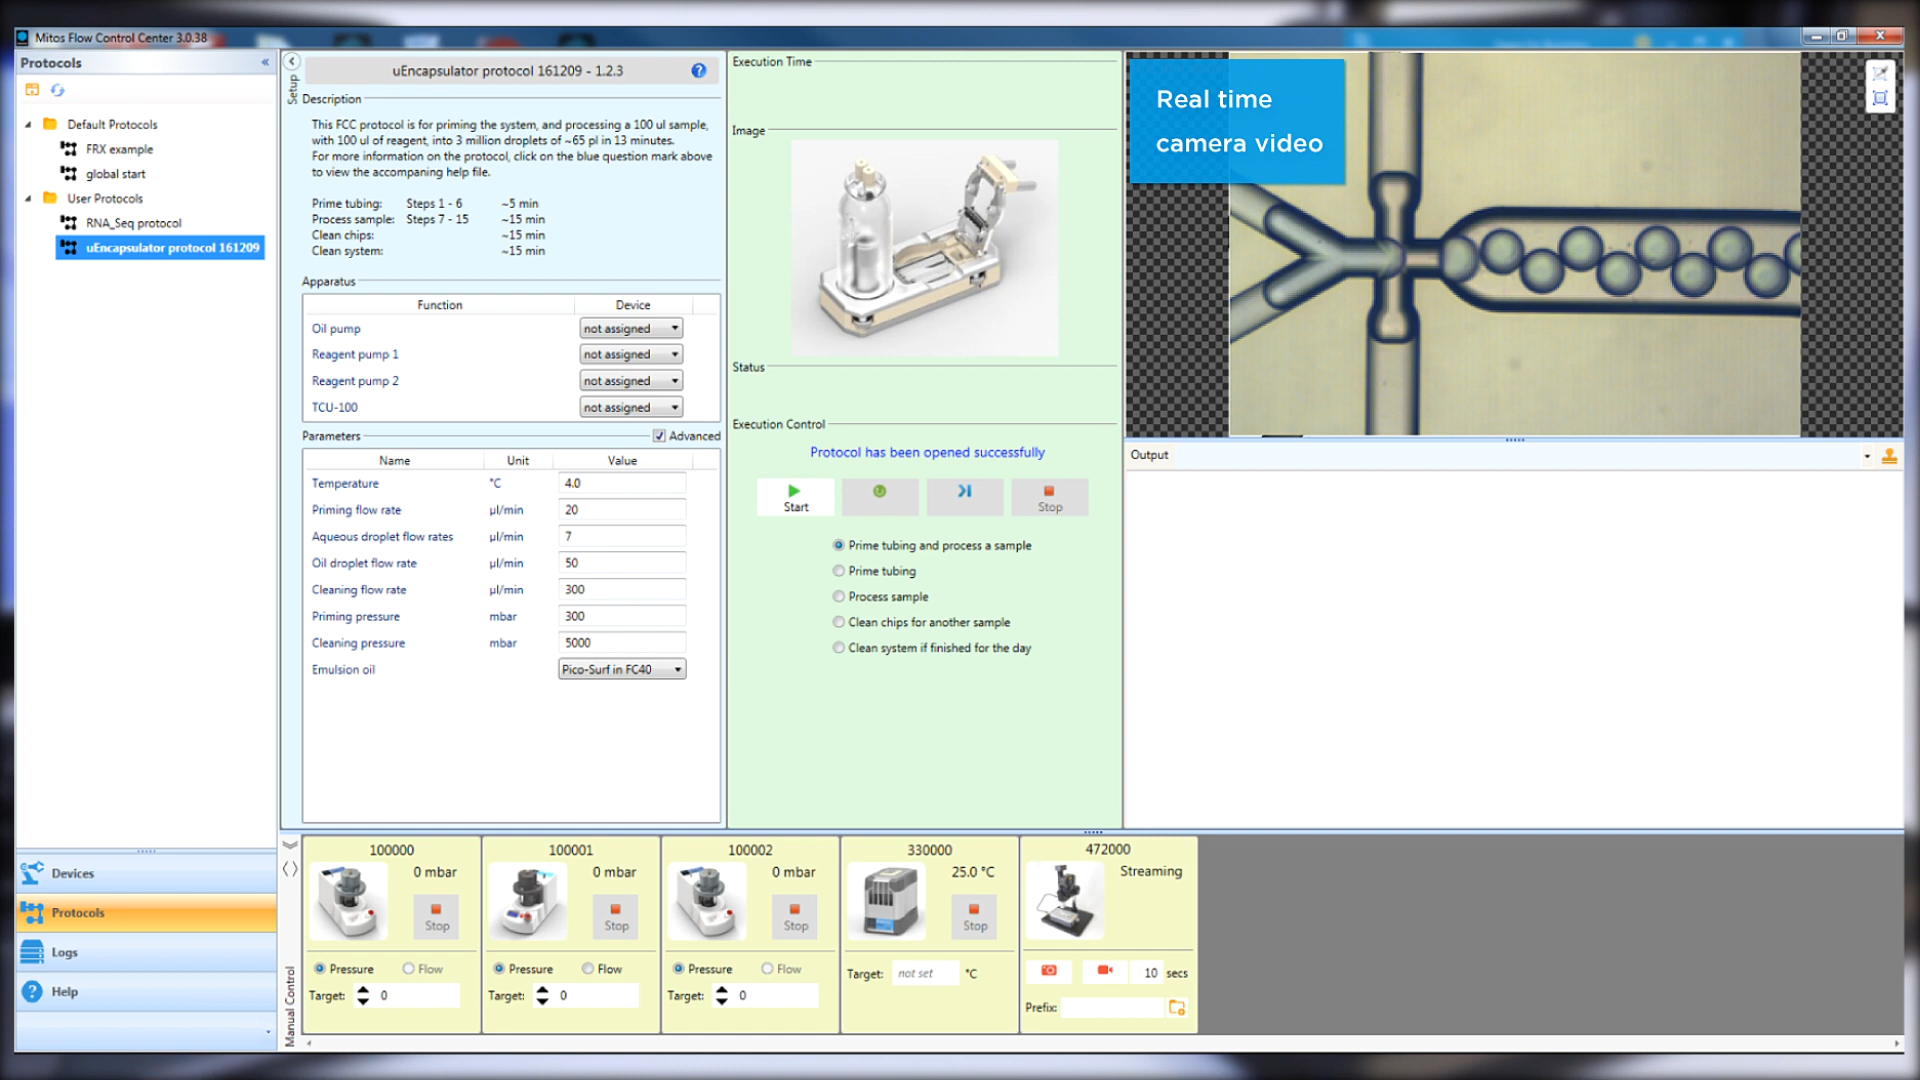 Mitos Flow Control Center 3.0.38
Protocols
Default Protocols
FRX example
global start
User Protocols
RNA_Seq protocol
uEncapsulator protocol 161209
Devices
Protocols
Logs
Help
Setup
uEncapsulator protocol 161209 - 1.2.3
Description
This FCC protocol is for priming the system, and processing a 100 ul sample,
with 100 ul of reagent, into 3 million droplets of ~65 pl in 13 minutes.
For more information on the protocol, click on the blue question mark above
to view the accompaning help file.
Prime tubing: Steps 1 - 6 ~5 min
Process sample: Steps 7 - 15 ~15 min
Clean chips: ~15 min
Clean system: ~15 min
Apparatus
Function Device
Oil pump not assigned
Reagent pump 1 not assigned
Reagent pump 2 not assigned
TCU-100 not assigned
Parameters Advanced
Name Unit Value
Temperature °C 4.0
Priming flow rate µl/min 20
Aqueous droplet flow rates µl/min 7
Oil droplet flow rate µl/min 50
Cleaning flow rate µl/min 300
Priming pressure mbar 300
Cleaning pressure mbar 5000
Emulsion oil Pico-Surf in FC40
Execution Time
Image
Status
Execution Control
Protocol has been opened successfully
Start Stop
Prime tubing and process a sample
Prime tubing
Process sample
Clean chips for another sample
Clean system if finished for the day
Real time
camera video
Output
Manual Control
100000
0 mbar
Stop
Pressure Flow
Target: 0
100001
0 mbar
Stop
Pressure Flow
Target: 0
100002
0 mbar
Stop
Pressure Flow
Target: 0
330000
25.0 °C
Stop
Target: not set °C
472000
Streaming
10 secs
Prefix: